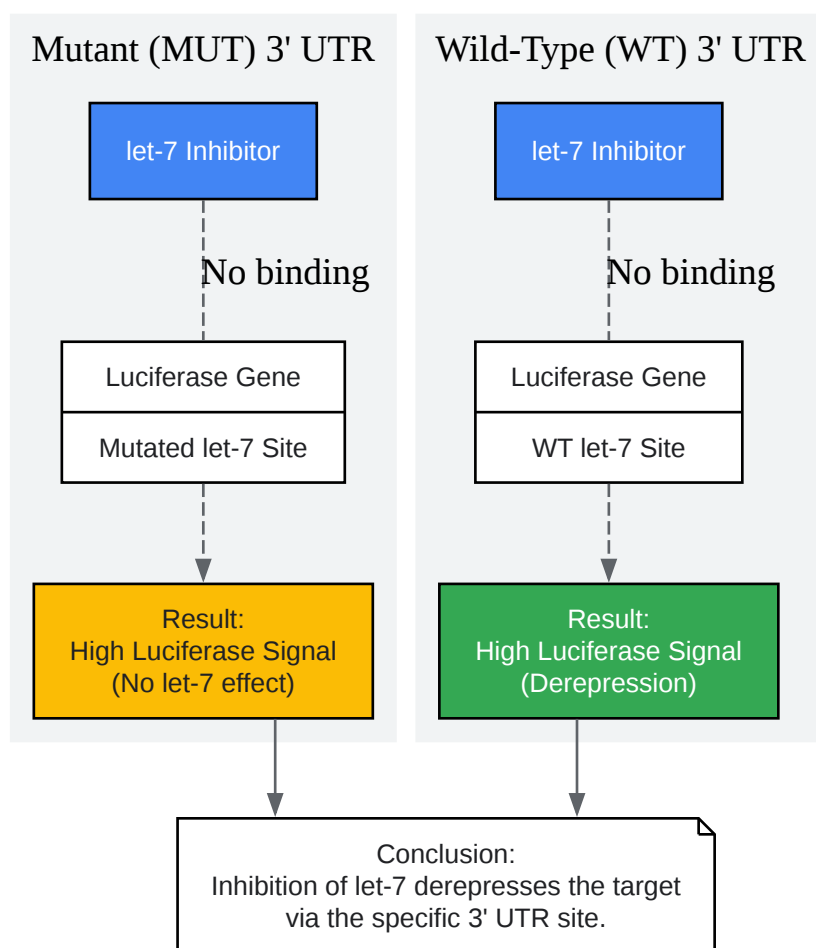 Mutant (MUT) 3' UTR
let-7 Inhibitor
No binding
Luciferase Gene
Mutated let-7 Site
Result:
High Luciferase Signal
(No let-7 effect)
Wild-Type (WT) 3' UTR
let-7 Inhibitor
No binding
Luciferase Gene
WT let-7 Site
Result:
High Luciferase Signal
(Derepression)
Conclusion:
Inhibition of let-7 derepresses the target
via the specific 3' UTR site.